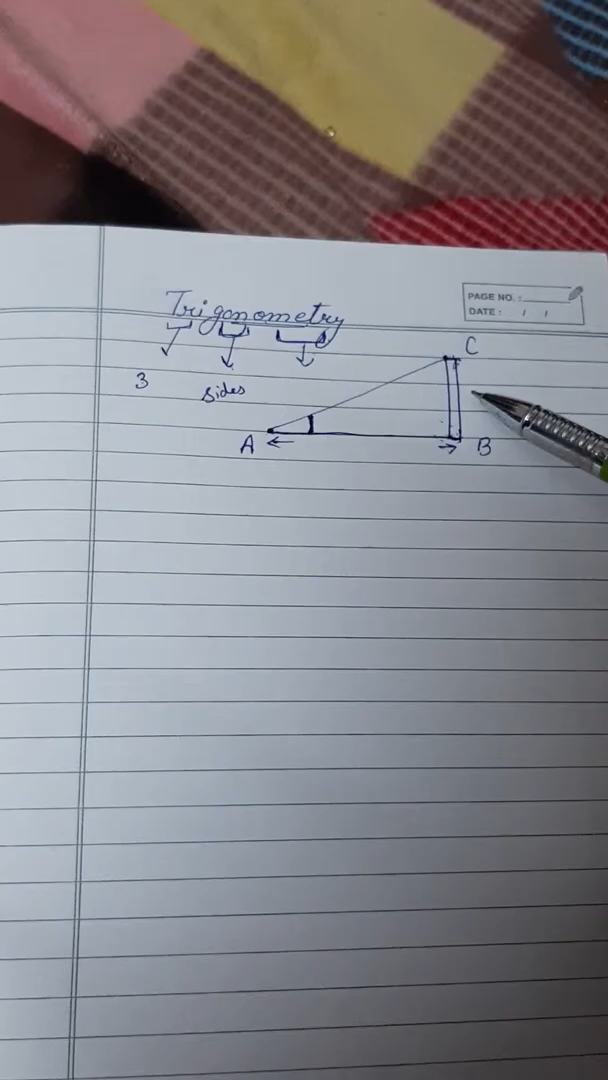 Trigonometry
PAGE NO. :
DATE : / /
3 sides
C
A B